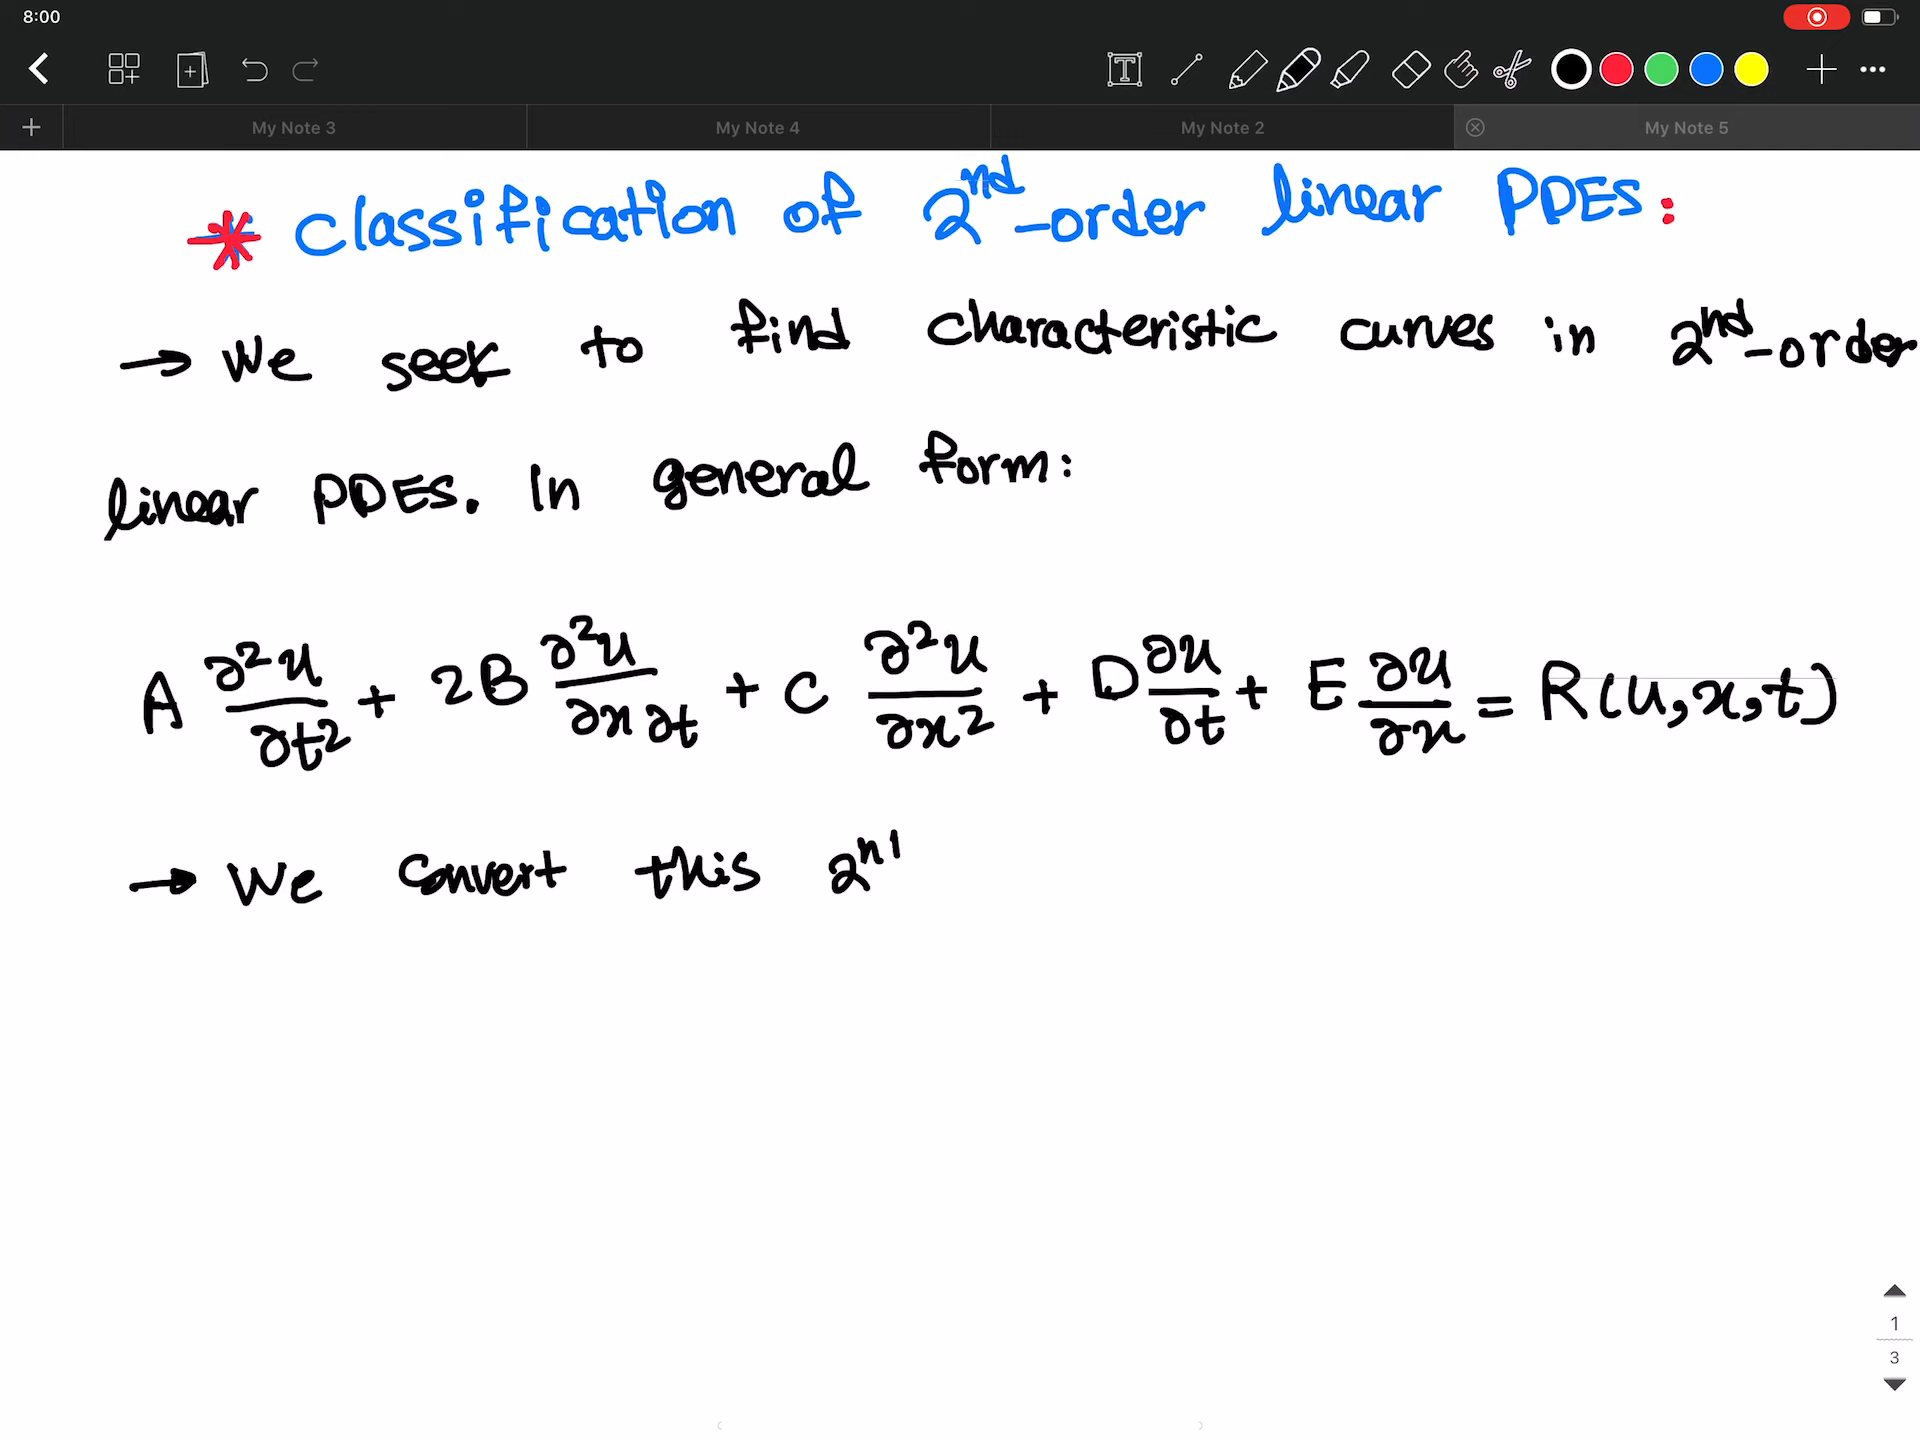 8:00
My Note 3 My Note 4 My Note 2 My Note 5
* Classification of 2ⁿᵈ-order linear PDES:
→ We seek to find characteristic curves in 2ⁿᵈ-order
linear PDES. In general form:
A ∂²u/∂t² + 2B ∂²u/∂x∂t + C ∂²u/∂x² + D ∂u/∂t + E ∂u/∂x = R(u,x,t)
→ We convert this 2ⁿ
1
3